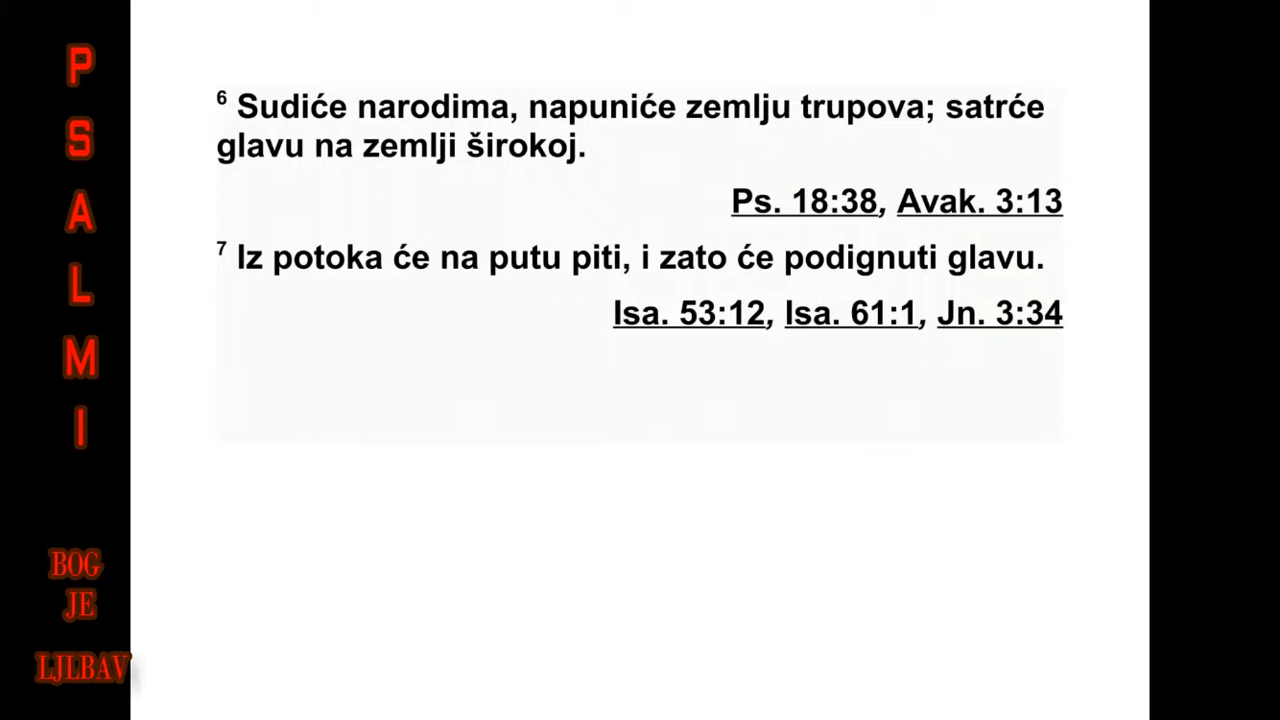 P
S
A
L
M
I
BOG
JE
LJLBAV
6 Sudiće narodima, napuniće zemlju trupova; satrće
glavu na zemlji širokoj.
Ps. 18:38, Avak. 3:13
7 Iz potoka će na putu piti, i zato će podignuti glavu.
Isa. 53:12, Isa. 61:1, Jn. 3:34